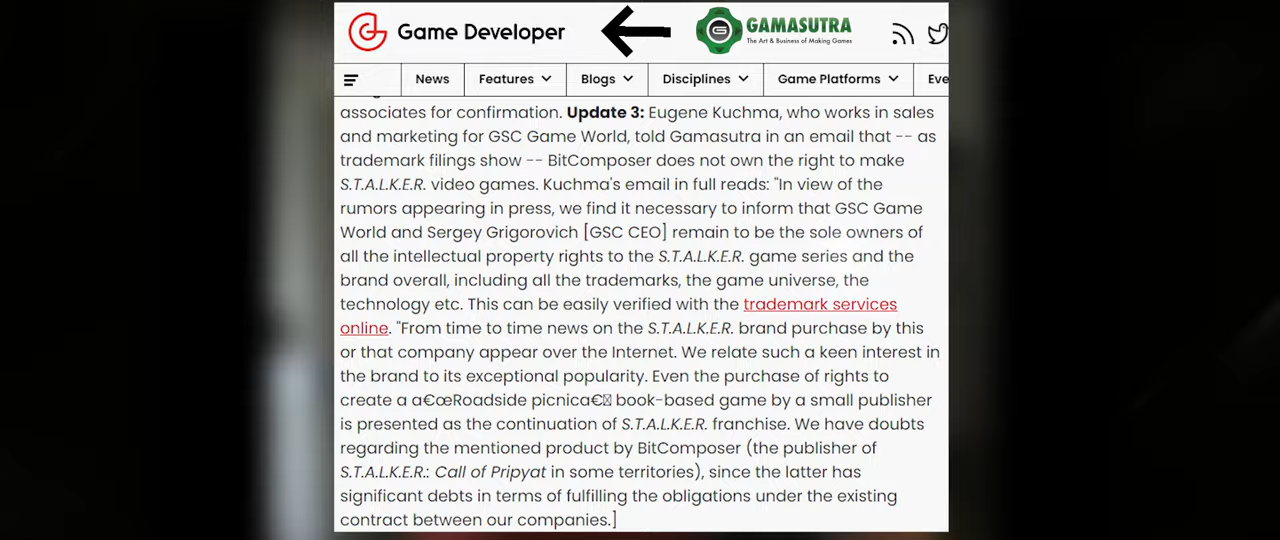 Game Developer
GAMASUTRA
The Art & Business of Making Games
News
Features
Blogs
Disciplines
Game Platforms
Eve
associates for confirmation. Update 3: Eugene Kuchma, who works in sales
and marketing for GSC Game World, told Gamasutra in an email that -- as
trademark filings show -- BitComposer does not own the right to make
S.T.A.L.K.E.R. video games. Kuchma's email in full reads: "In view of the
rumors appearing in press, we find it necessary to inform that GSC Game
World and Sergey Grigorovich [GSC CEO] remain to be the sole owners of
all the intellectual property rights to the S.T.A.L.K.E.R. game series and the
brand overall, including all the trademarks, the game universe, the
technology etc. This can be easily verified with the trademark services
online. "From time to time news on the S.T.A.L.K.E.R. brand purchase by this
or that company appear over the Internet. We relate such a keen interest in
the brand to its exceptional popularity. Even the purchase of rights to
create a a€œRoadside picnica€ book-based game by a small publisher
is presented as the continuation of S.T.A.L.K.E.R. franchise. We have doubts
regarding the mentioned product by BitComposer (the publisher of
S.T.A.L.K.E.R.: Call of Pripyat in some territories), since the latter has
significant debts in terms of fulfilling the obligations under the existing
contract between our companies.]